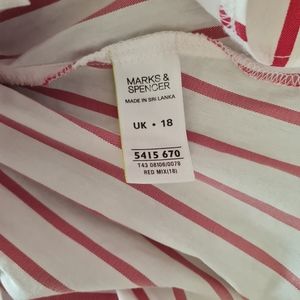 MARKS &
SPENCER
MADE IN SRI LANKA
UK • 18
5415 670
T43 08106/0078
RED MIX(18)